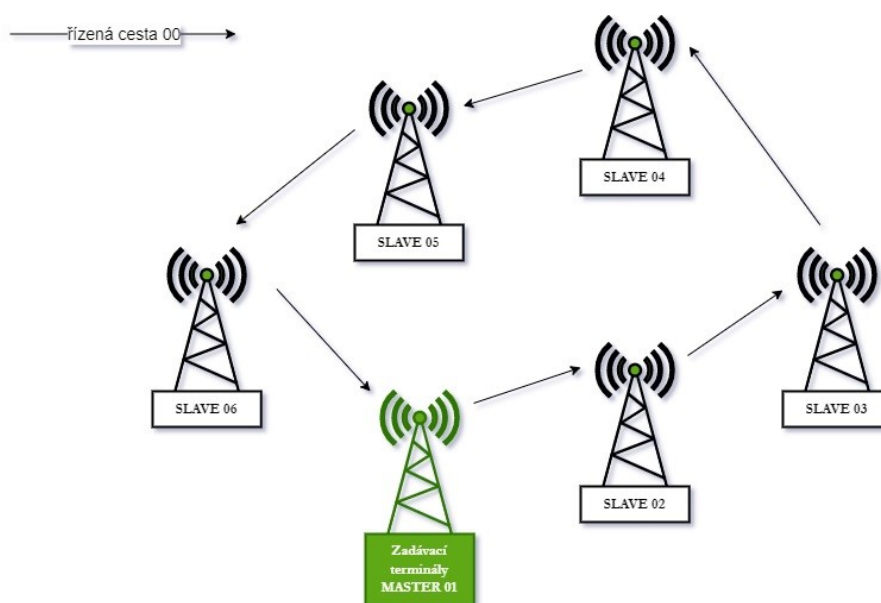 řízená cesta 00
SLAVE 04
SLAVE 05
SLAVE 06
SLAVE 03
SLAVE 02
Zadávací
terminály
MASTER 01